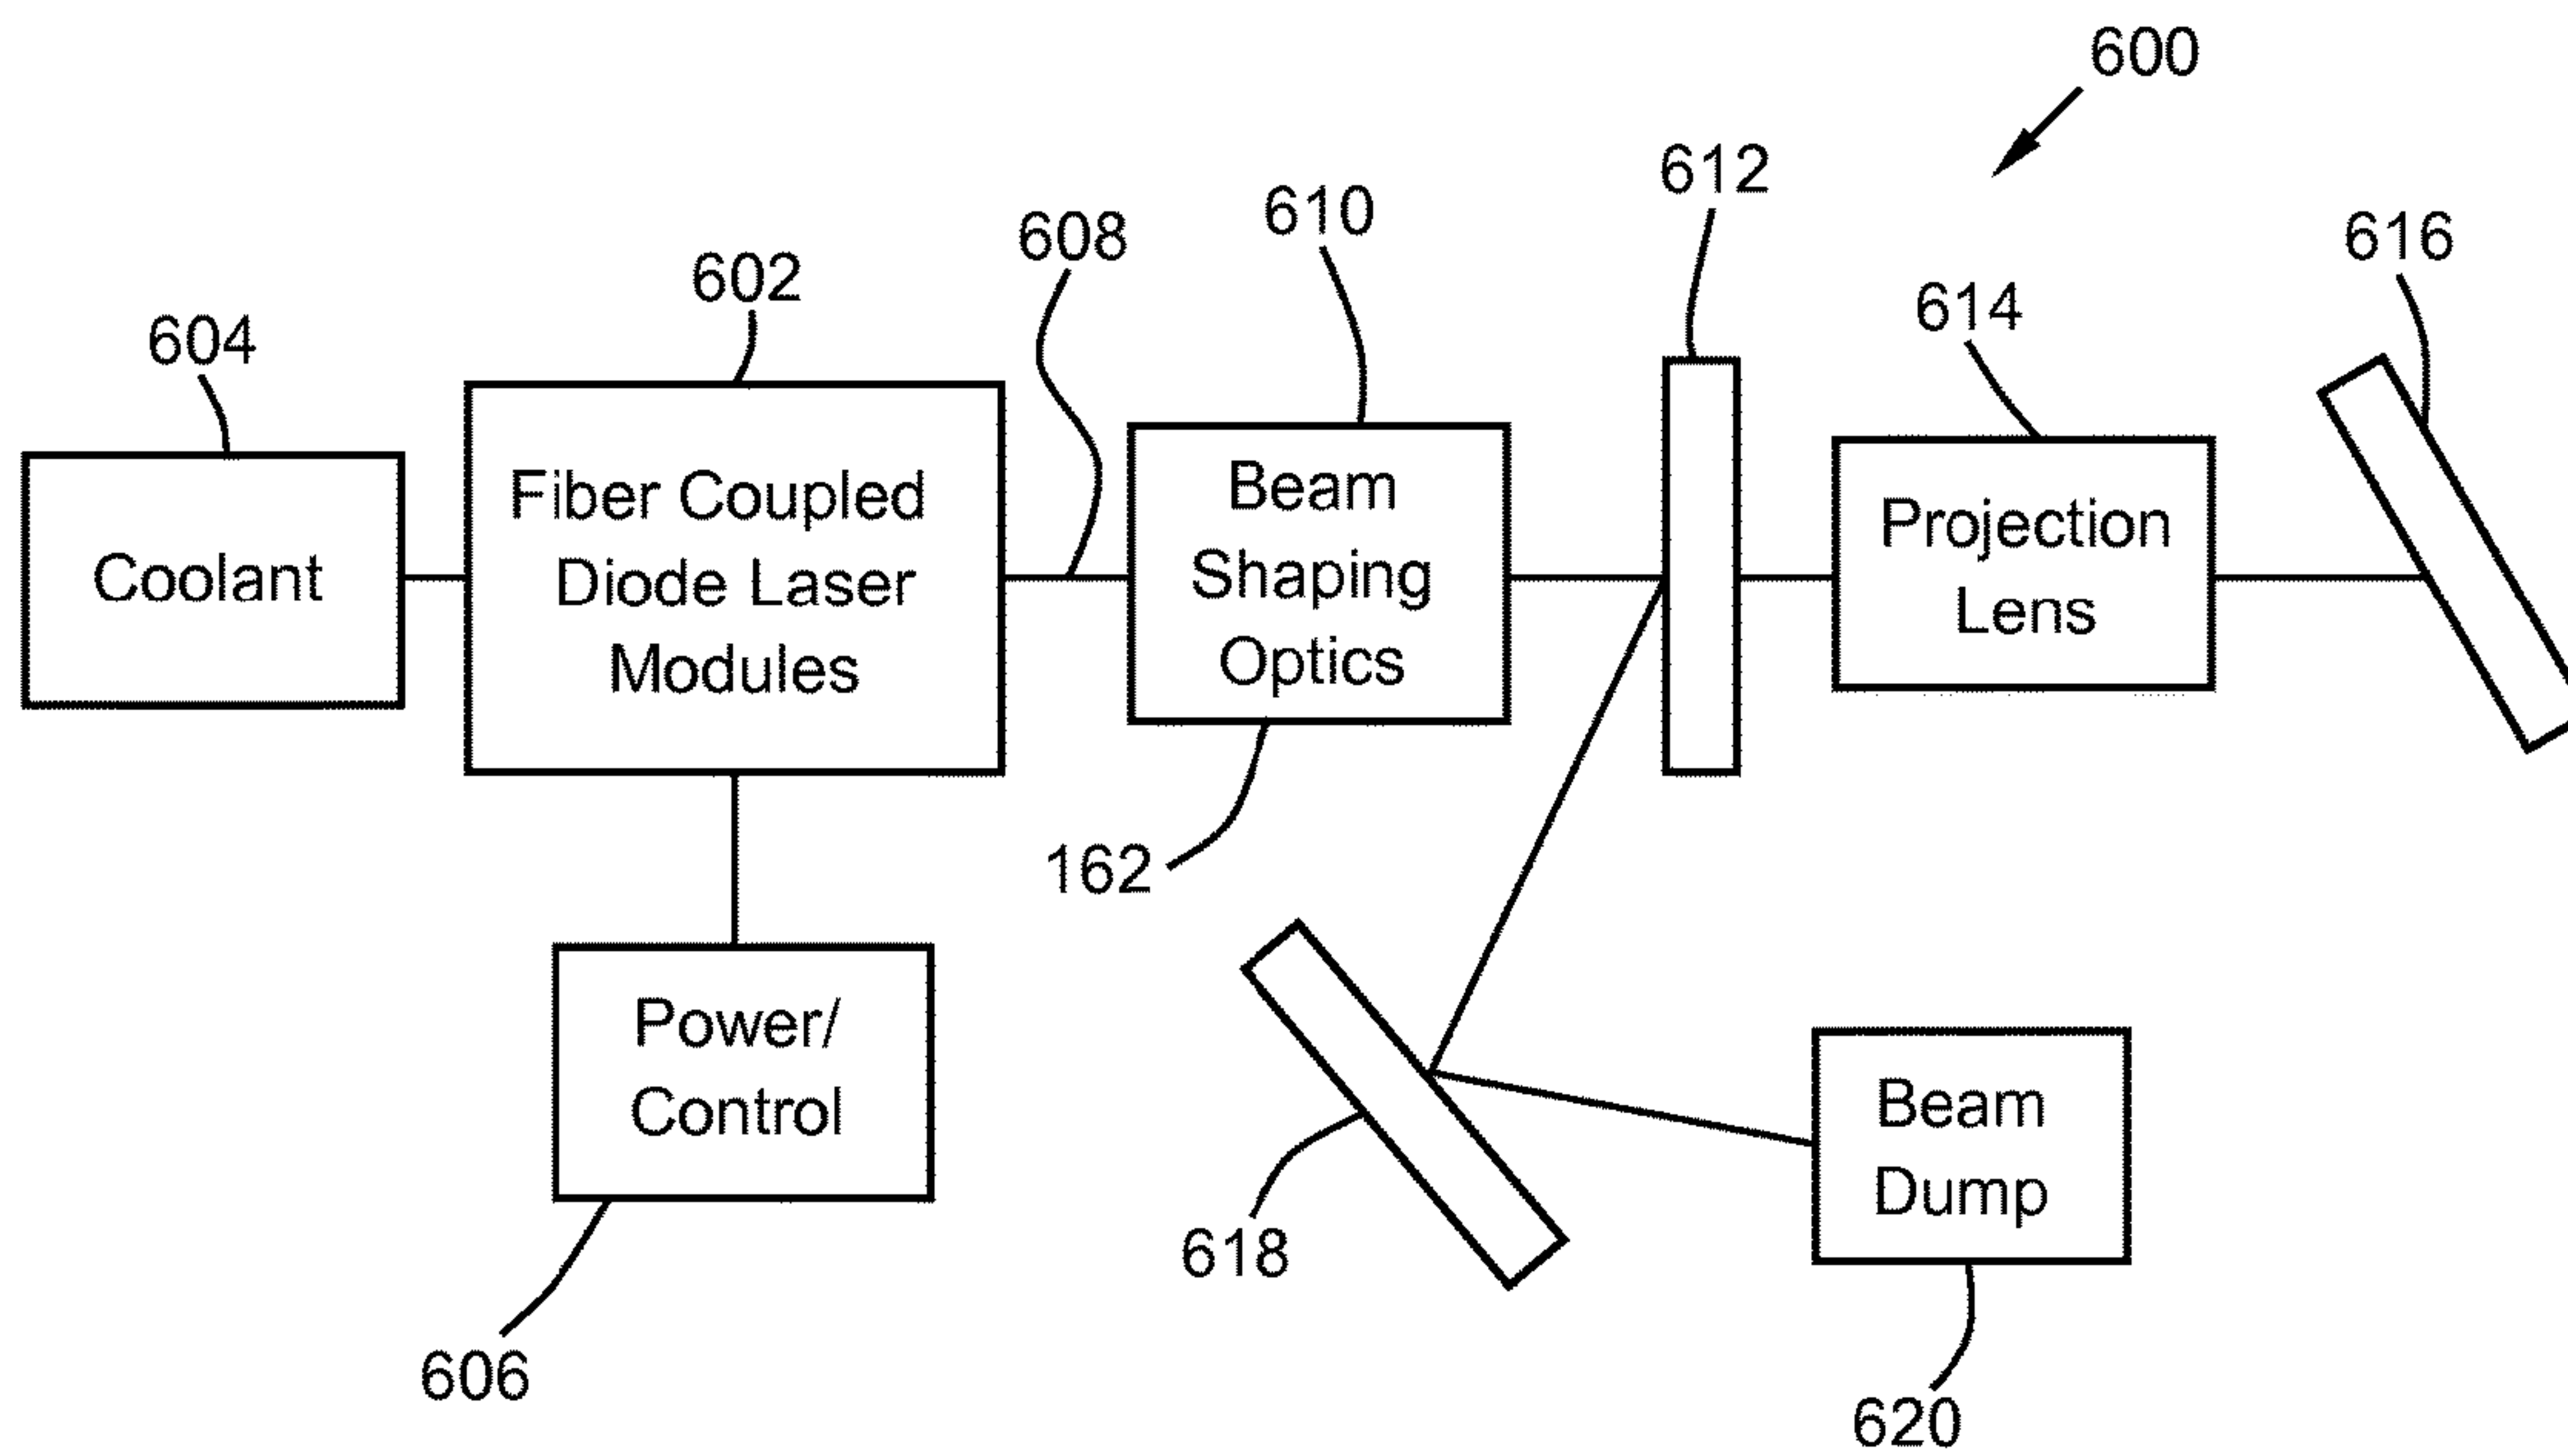 600
612
610
608
616
602
614
604
Coolant
Fiber Coupled
Diode Laser
Modules
Beam
Shaping
Optics
Projection
Lens
162
Power/
Control
618
Beam
Dump
606
620